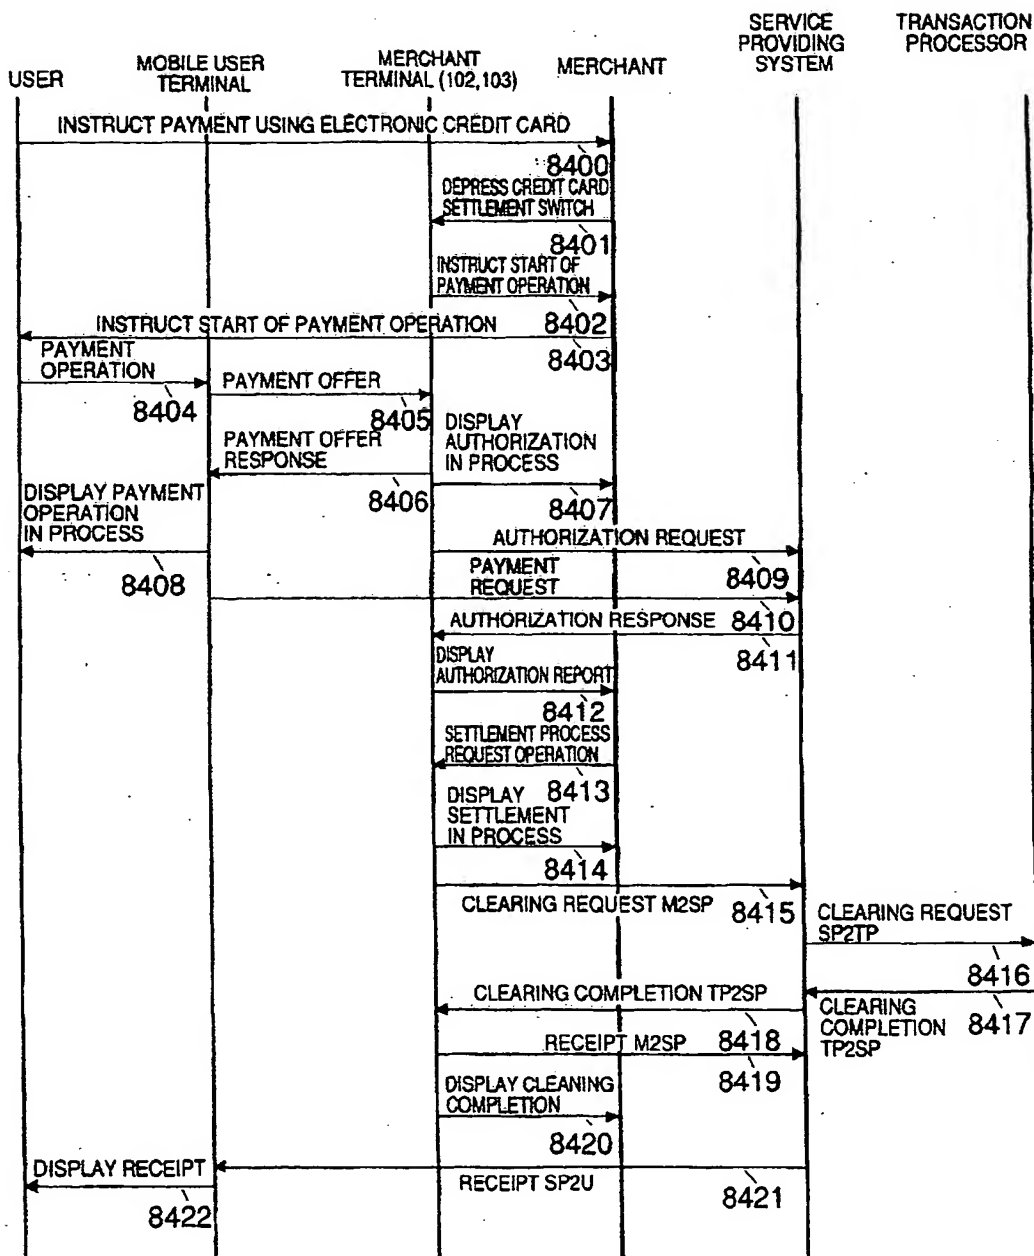 SERVICE
PROVIDING
SYSTEM
TRANSACTION
PROCESSOR
USER
MOBILE USER
TERMINAL
MERCHANT
TERMINAL (102,103)
MERCHANT
INSTRUCT PAYMENT USING ELECTRONIC CREDIT CARD
8400
DEPRESS CREDIT CARD
SETTLEMENT SWITCH
8401
INSTRUCT START OF
PAYMENT OPERATION
8402
INSTRUCT START OF PAYMENT OPERATION
8403
PAYMENT
OPERATION
8404
PAYMENT OFFER
8405
PAYMENT OFFER
RESPONSE
8406
DISPLAY
AUTHORIZATION
IN PROCESS
8407
DISPLAY PAYMENT
OPERATION
IN PROCESS
8408
AUTHORIZATION REQUEST
8409
PAYMENT
REQUEST
8410
AUTHORIZATION RESPONSE
8411
DISPLAY
AUTHORIZATION REPORT
8412
SETTLEMENT PROCESS
REQUEST OPERATION
8413
DISPLAY
SETTLEMENT
IN PROCESS
8414
CLEARING REQUEST M2SP
8415
CLEARING REQUEST
SP2TP
8416
CLEARING
COMPLETION
TP2SP
8417
CLEARING COMPLETION TP2SP
8418
RECEIPT M2SP
8419
DISPLAY CLEANING
COMPLETION
8420
RECEIPT SP2U
8421
DISPLAY RECEIPT
8422